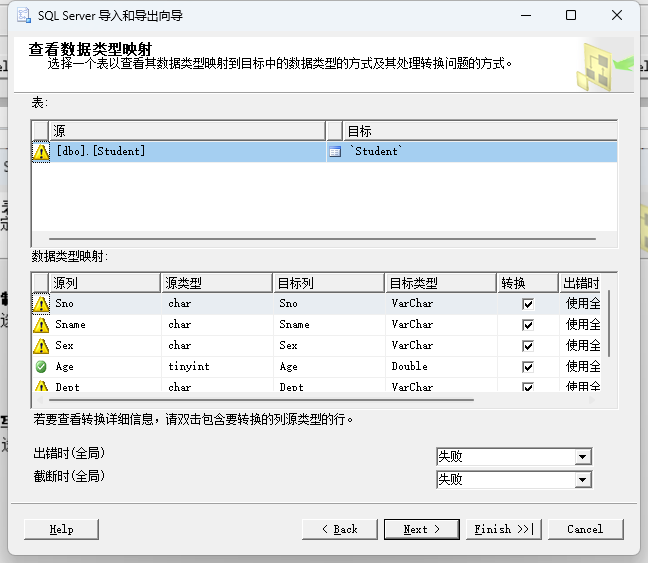 SQL Server 导入和导出向导
查看数据类型映射
选择一个表以查看其数据类型映射到目标中的数据类型的方式及其处理转换问题的方式。
表:
源 目标
[dbo].[Student] `Student`
数据类型映射:
源列 源类型 目标列 目标类型 转换 出错时
Sno char Sno VarChar 使用全
Sname char Sname VarChar 使用全
Sex char Sex VarChar 使用全
Age tinyint Age Double 使用全
Dept char Dept VarChar 使用全
若要查看转换详细信息，请双击包含要转换的列源类型的行。
出错时(全局) 失败
截断时(全局) 失败
Help < Back Next > Finish >>| Cancel